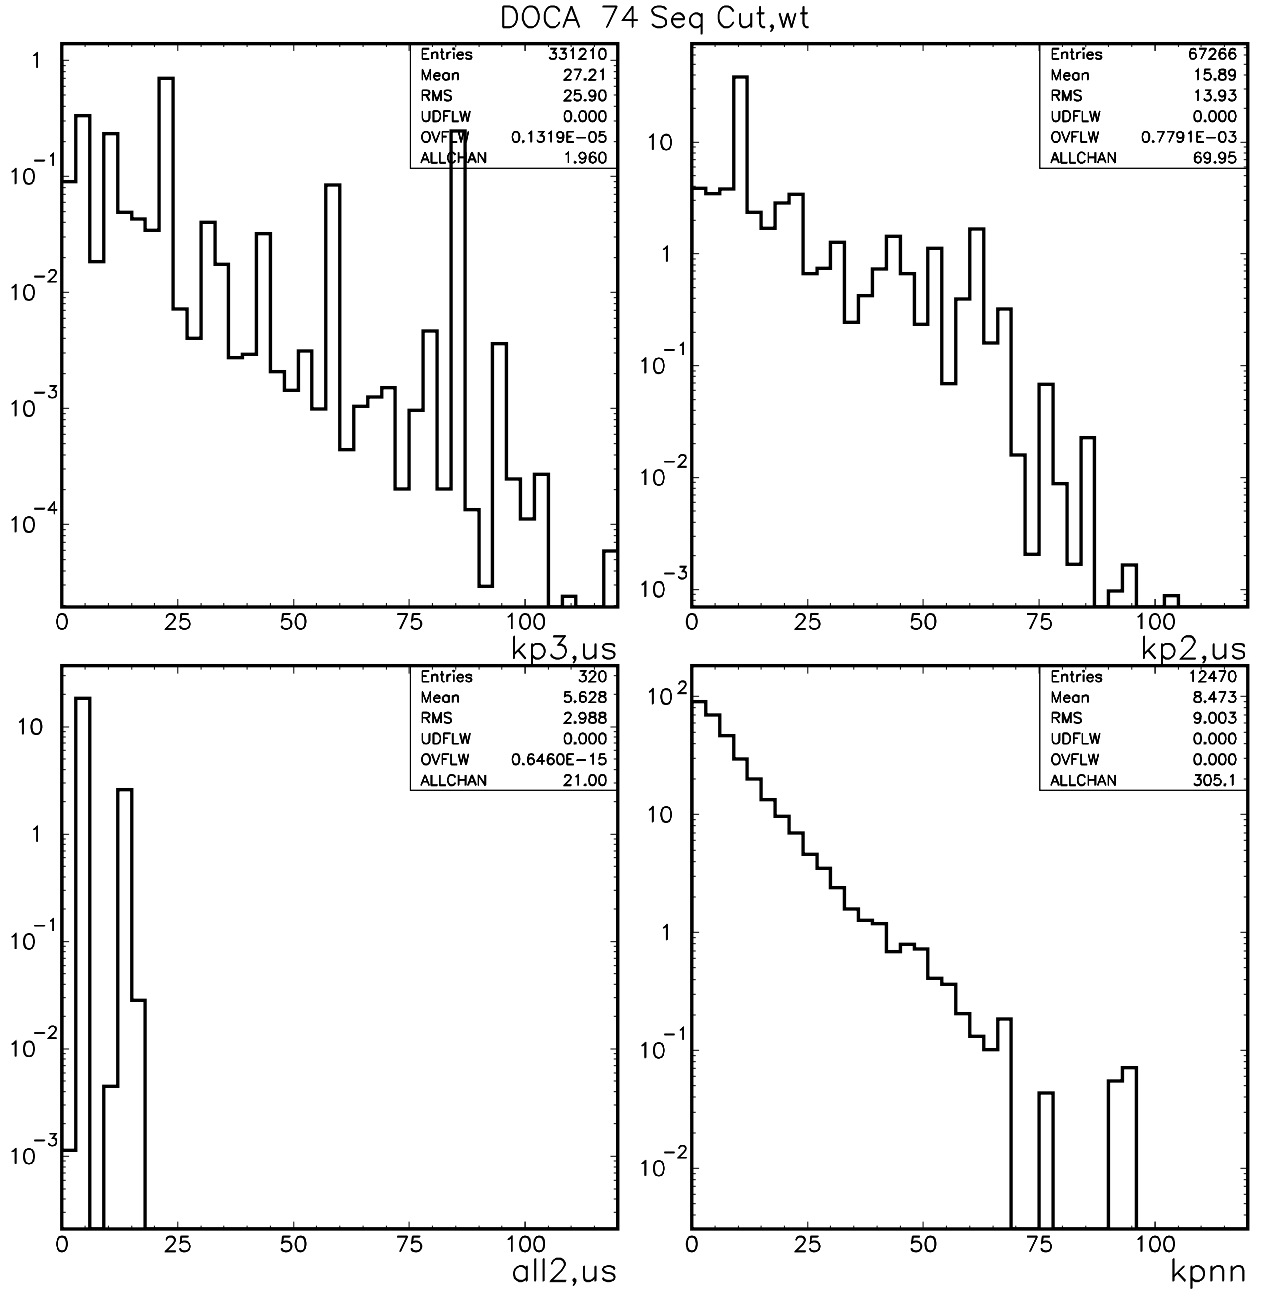 DOCA 74 Seq Cut,wt
Entries 331210
Mean 27.21
RMS 25.90
UDFLW 0.000
OVFLW 0.1319E-05
ALLCHAN 1.960
1
10^-1
10^-2
10^-3
10^-4
0 25 50 75 100
kp3,us
Entries 67266
Mean 15.89
RMS 13.93
UDFLW 0.000
OVFLW 0.7791E-03
ALLCHAN 69.95
10
1
10^-1
10^-2
10^-3
0 25 50 75 100
kp2,us
Entries 320
Mean 5.628
RMS 2.988
UDFLW 0.000
OVFLW 0.6460E-15
ALLCHAN 21.00
10
1
10^-1
10^-2
10^-3
0 25 50 75 100
all2,us
Entries 12470
Mean 8.473
RMS 9.003
UDFLW 0.000
OVFLW 0.000
ALLCHAN 305.1
10^2
10
1
10^-1
10^-2
0 25 50 75 100
kpnn